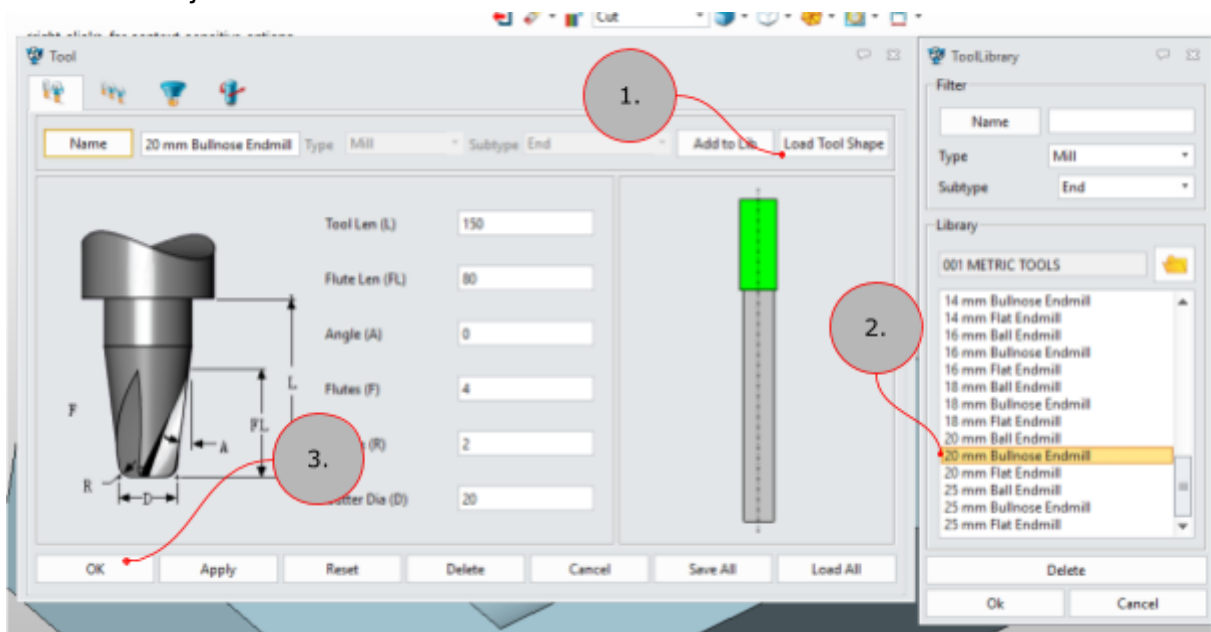 Cut
right-clicks for context-sensitive options.
Tool
1.
Name 20 mm Bullnose Endmill Type Mill Subtype End Add to Lib Load Tool Shape
Tool Len (L) 150
Flute Len (FL) 80
Angle (A) 0
Flutes (F) 4
(R) 2
Cutter Dia (D) 20
F
L
FL
A
R
D
3.
OK Apply Reset Delete Cancel Save All Load All
ToolLibrary
Filter
Name
Type Mill
Subtype End
Library
001 METRIC TOOLS
2.
14 mm Bullnose Endmill
14 mm Flat Endmill
16 mm Ball Endmill
16 mm Bullnose Endmill
16 mm Flat Endmill
18 mm Ball Endmill
18 mm Bullnose Endmill
18 mm Flat Endmill
20 mm Ball Endmill
20 mm Bullnose Endmill
20 mm Flat Endmill
25 mm Ball Endmill
25 mm Bullnose Endmill
25 mm Flat Endmill
Delete
Ok Cancel